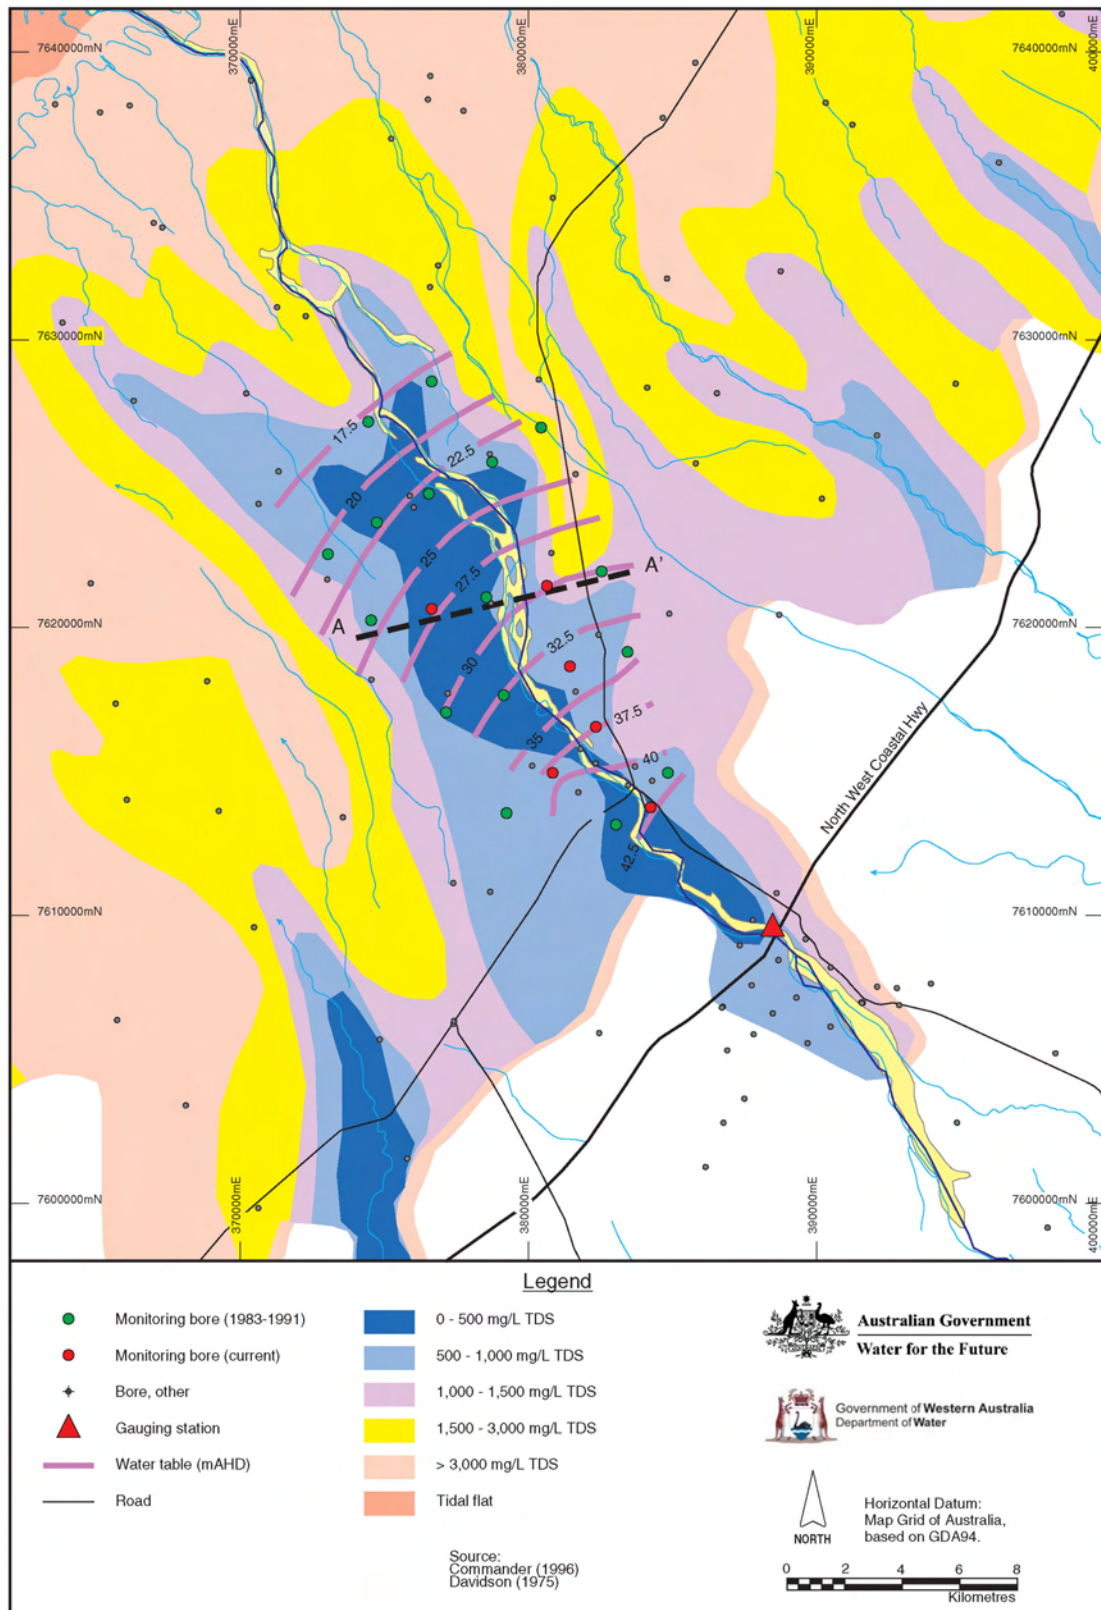 370000mE
380000mE
390000mE
400000mE
7640000mN
7640000mN
7630000mN
7630000mN
17.5
22.5
20
25
27.5
A'
A
7620000mN
7620000mN
32.5
30
37.5
35
40
North West Coastal Hwy
42.5
7610000mN
7610000mN
7600000mN
7600000mN
370000mE
380000mE
390000mE
400000mE
Legend
Monitoring bore (1983-1991)
Monitoring bore (current)
Bore, other
Gauging station
Water table (mAHD)
Road
0 - 500 mg/L TDS
500 - 1,000 mg/L TDS
1,000 - 1,500 mg/L TDS
1,500 - 3,000 mg/L TDS
> 3,000 mg/L TDS
Tidal flat
Source:
Commander (1996)
Davidson (1975)
Australian Government
Water for the Future
Government of Western Australia
Department of Water
NORTH
Horizontal Datum:
Map Grid of Australia,
based on GDA94.
0 2 4 6 8
Kilometres